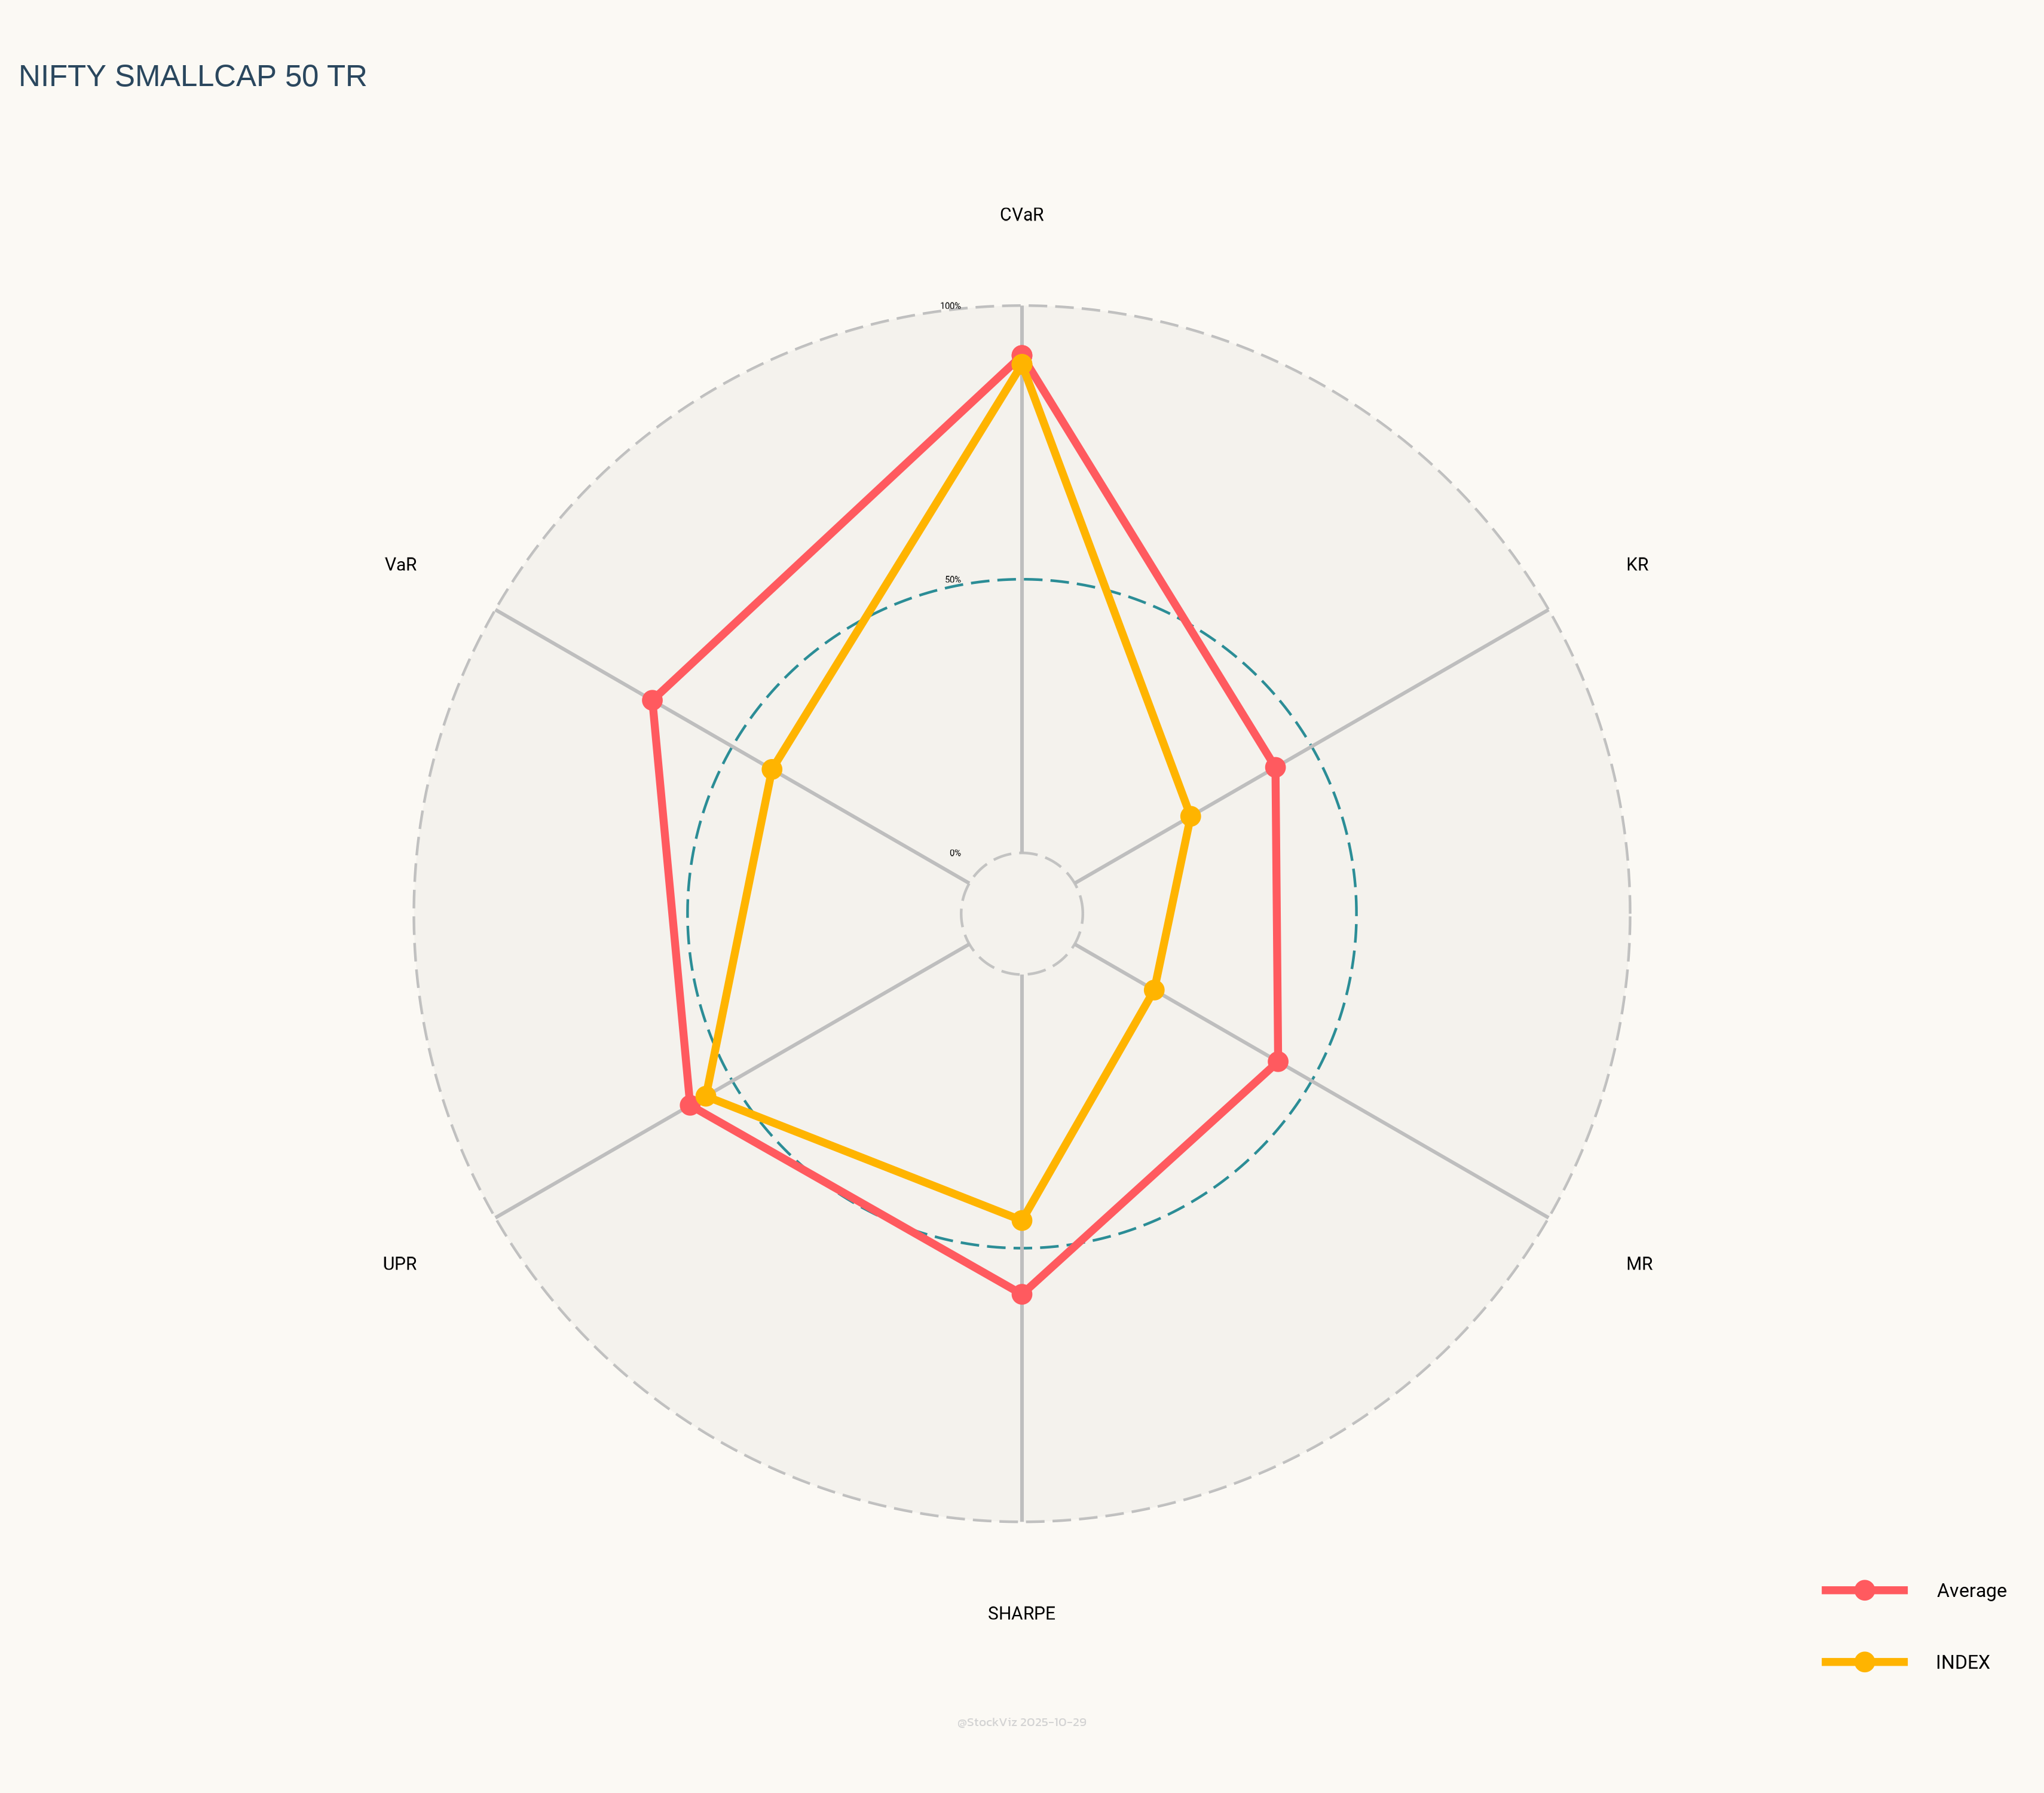 NIFTY SMALLCAP 50 TR
CVaR
100%
VaR
KR
50%
0%
UPR
MR
SHARPE
Average
INDEX
@StockViz 2025-10-29